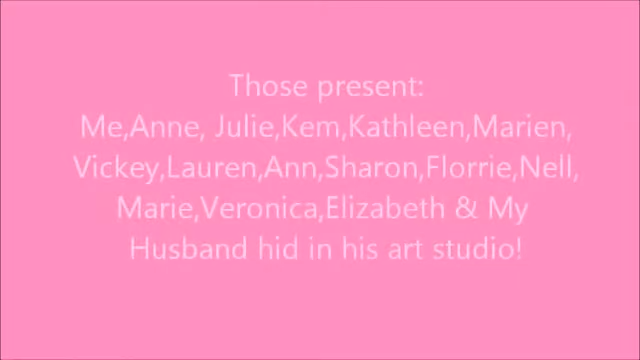 Those present:
Me,Anne, Julie,Kem,Kathleen,Marien,
Vickey,Lauren,Ann,Sharon,Florrie,Nell,
Marie,Veronica,Elizabeth & My
Husband hid in his art studio!